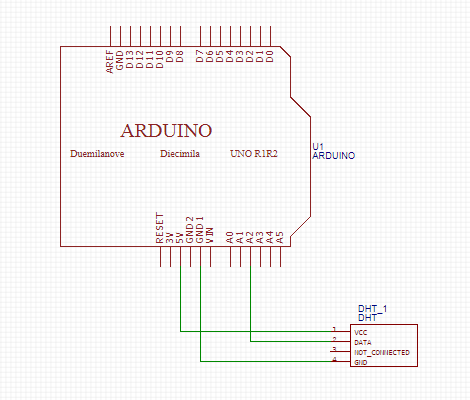 AREF GND D13 D12 D11 D10 D9 D8 D7 D6 D5 D4 D3 D2 D1 D0
ARDUINO
Duemilanove Diecimila UNO R1R2
U1
ARDUINO
RESET 3V 5V GND2 GND1 VIN A0 A1 A2 A3 A4 A5
DHT_1
DHT
1 VCC
2 DATA
3 NOT_CONNECTED
4 GND